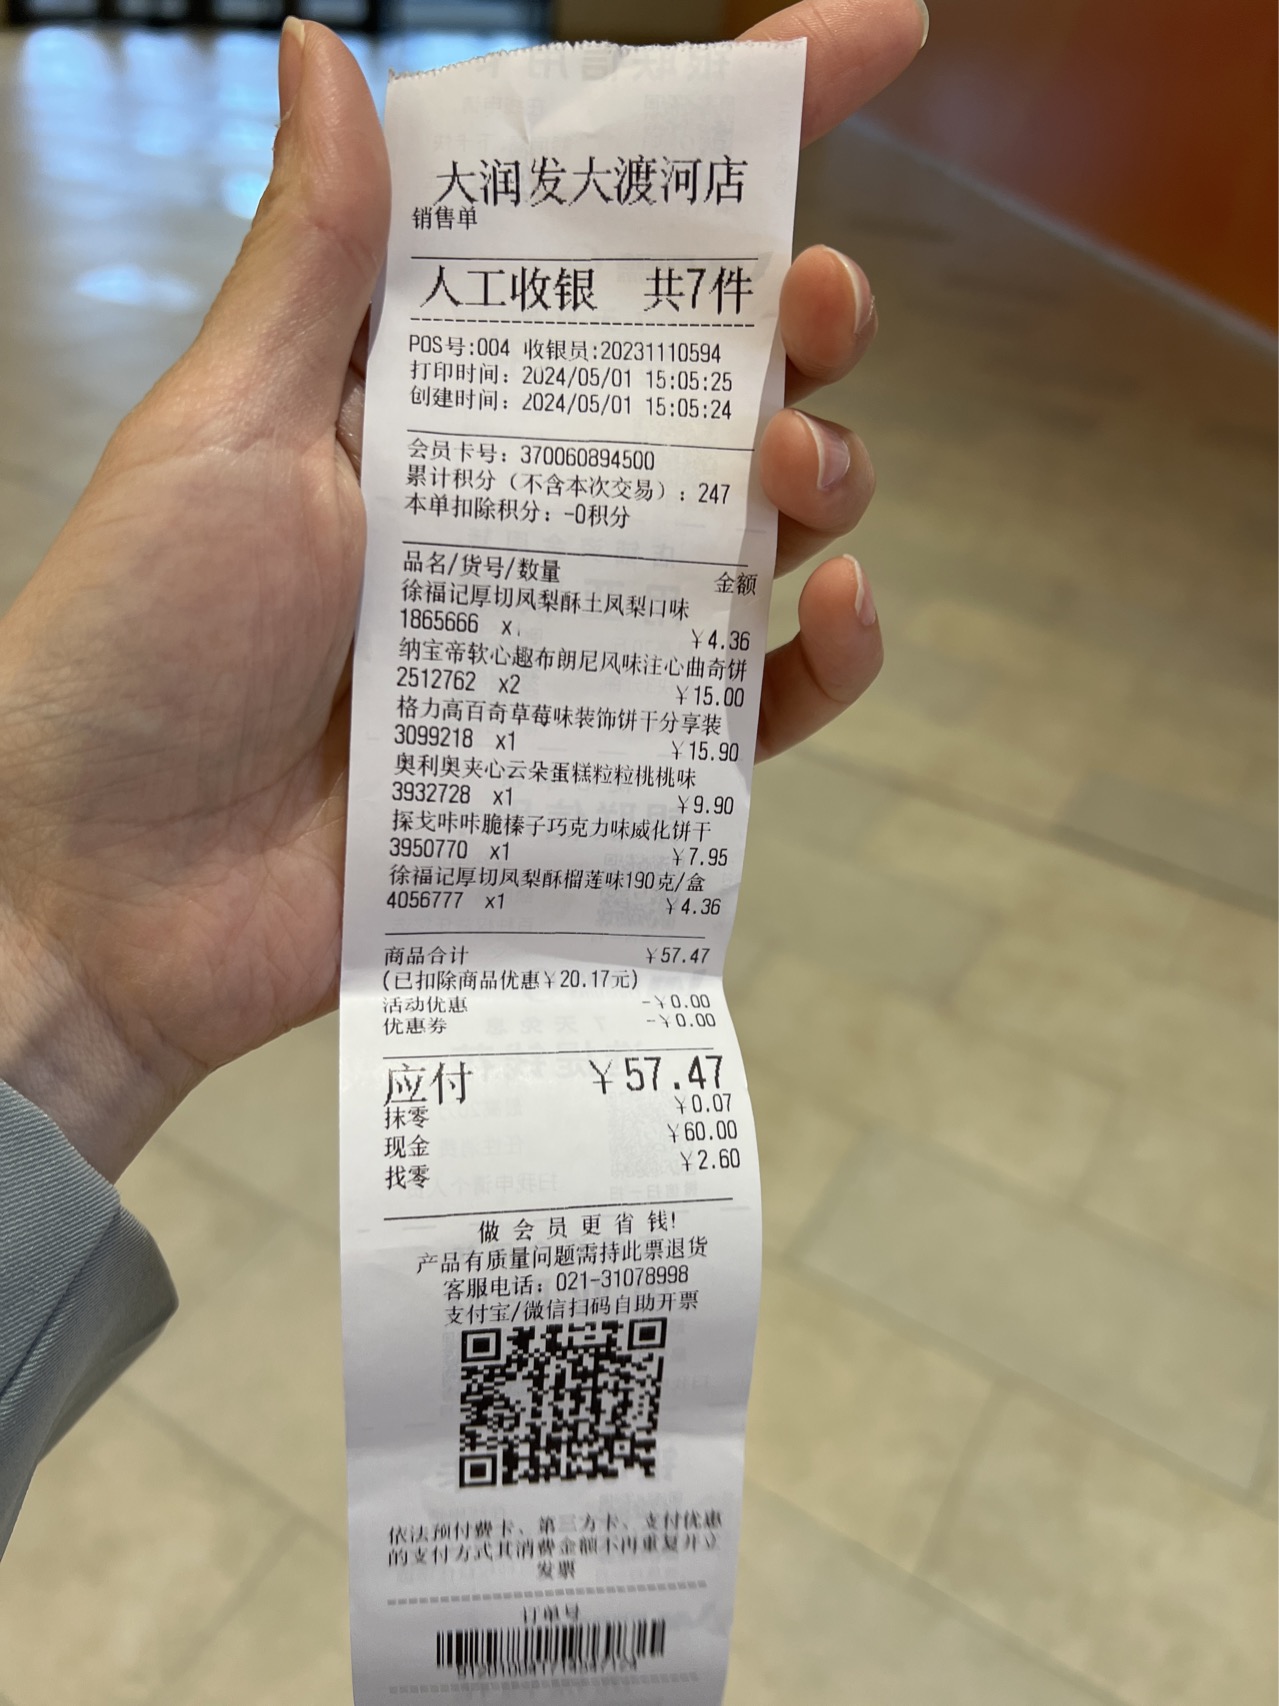 大润发大渡河店
销售单
人工收银 共7件
POS号:004 收银员:20231110594
打印时间: 2024/05/01 15:05:25
创建时间: 2024/05/01 15:05:24
会员卡号: 370060894500
累计积分(不含本次交易): 247
本单扣除积分: -0积分
品名/货号/数量 金额
徐福记厚切凤梨酥土凤梨口味
1865666 x1 ¥4.36
纳宝帝软心趣布朗尼风味注心曲奇饼
2512762 x2 ¥15.00
格力高百奇草莓味装饰饼干分享装
3099218 x1 ¥15.90
奥利奥夹心云朵蛋糕粒粒桃桃味
3932728 x1 ¥9.90
探戈咔咔脆榛子巧克力味威化饼干
3950770 x1 ¥7.95
徐福记厚切凤梨酥榴莲味190克/盒
4056777 x1 ¥4.36
商品合计 ¥57.47
(已扣除商品优惠¥20.17元)
活动优惠 -¥0.00
优惠券 -¥0.00
应付 ¥57.47
抹零 ¥0.07
现金 ¥60.00
找零 ¥2.60
做会员更省钱!
产品有质量问题需持此票退货
客服电话: 021-31078998
支付宝/微信扫码自助开票
依法预付费卡、第三方卡、支付优惠
的支付方式其消费金额不再重复开立
发票
订单号